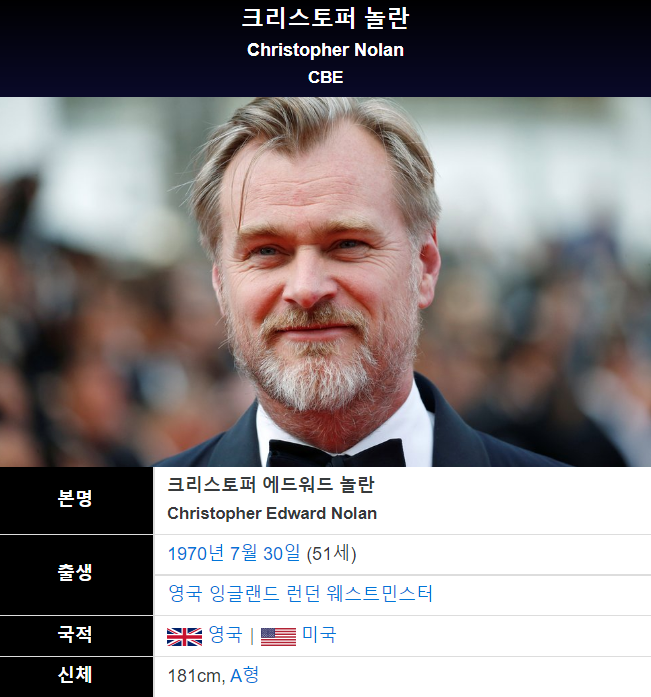 크리스토퍼 놀란
Christopher Nolan
CBE
본명
크리스토퍼 에드워드 놀란
Christopher Edward Nolan
출생
1970년 7월 30일 (51세)
영국 잉글랜드 런던 웨스트민스터
국적
영국 | 미국
신체
181cm, A형